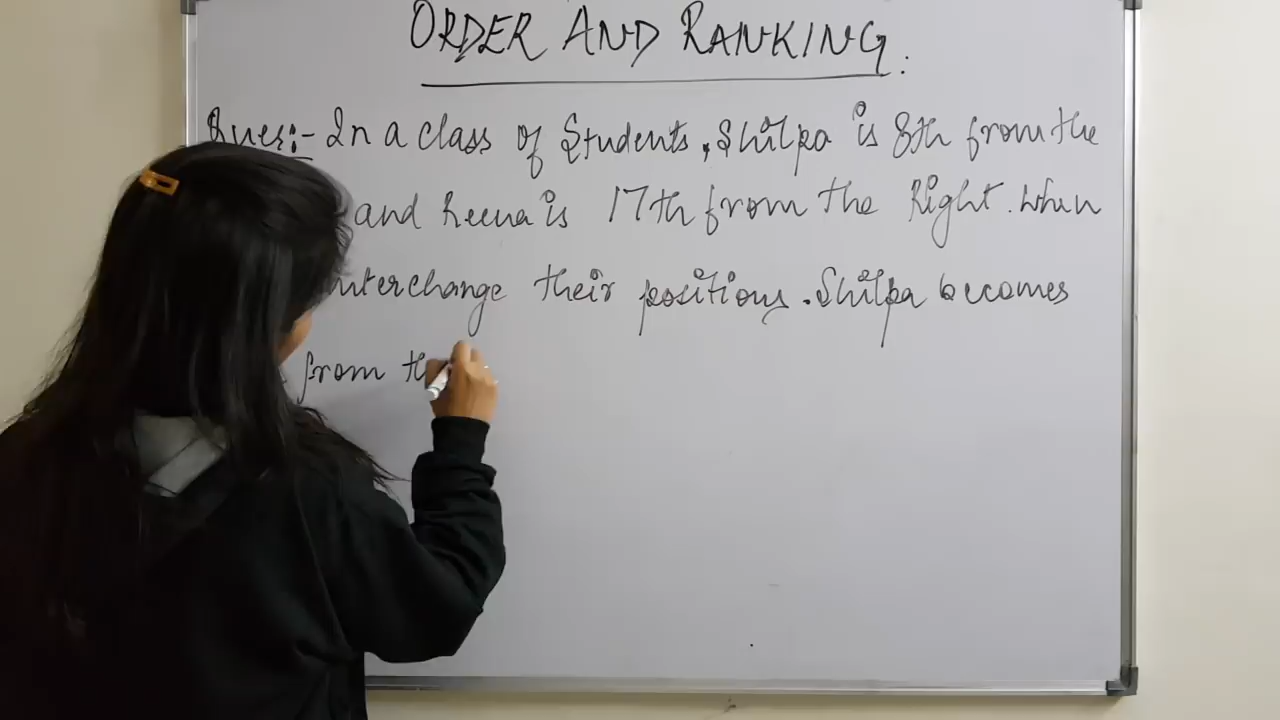 ORDER AND RANKING.
Ques:- In a class of Students, Shilpa is 8th from the
and Reena is 17th from the Right. When
interchange their positions. Shilpa becomes
from